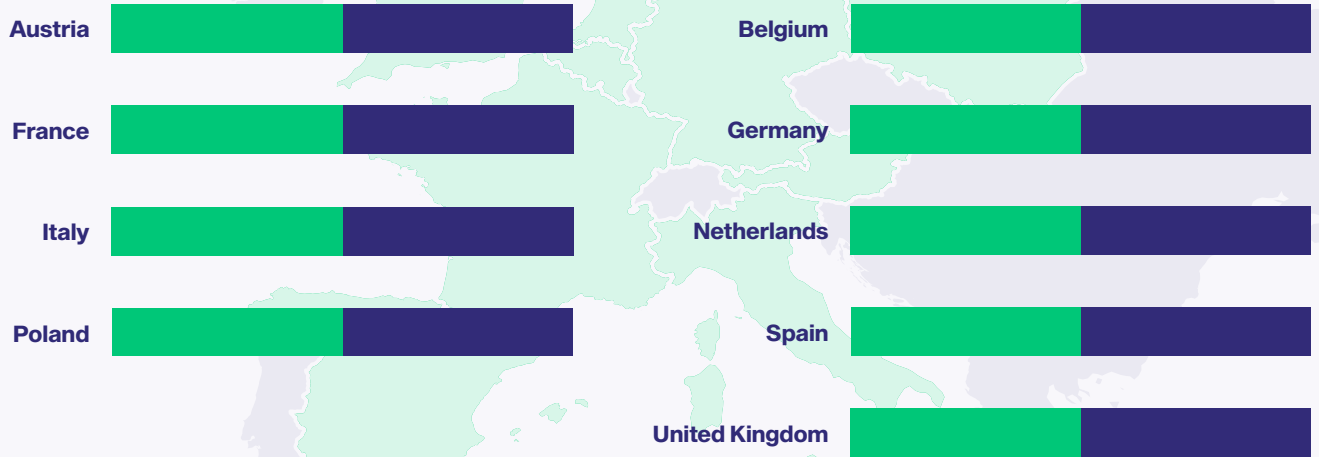 Austria
Belgium
France
Germany
Italy
Netherlands
Poland
Spain
United Kingdom